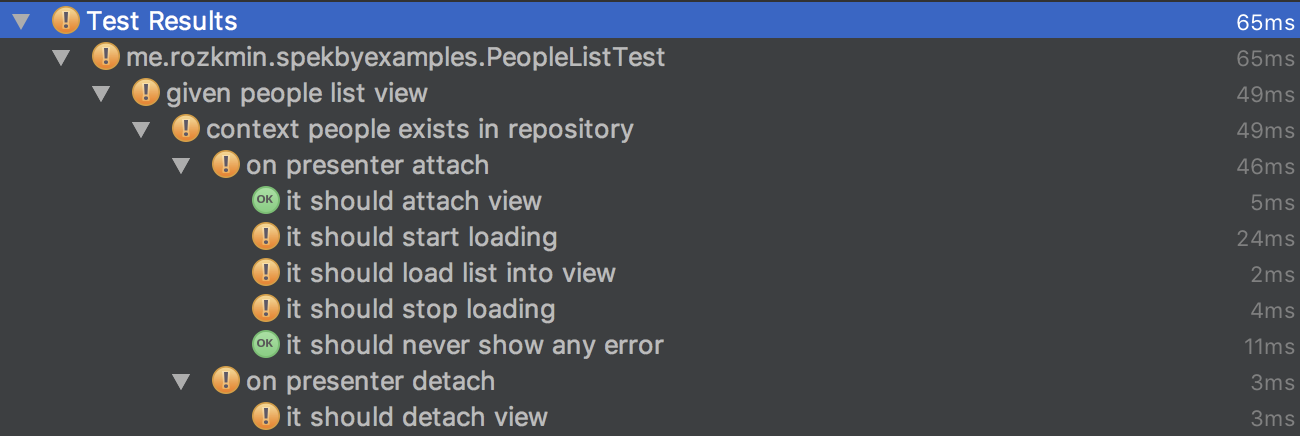 Test Results 65ms
me.rozkmin.spekbyexamples.PeopleListTest 65ms
given people list view 49ms
context people exists in repository 49ms
on presenter attach 46ms
OK it should attach view 5ms
! it should start loading 24ms
! it should load list into view 2ms
! it should stop loading 4ms
OK it should never show any error 11ms
on presenter detach 3ms
! it should detach view 3ms